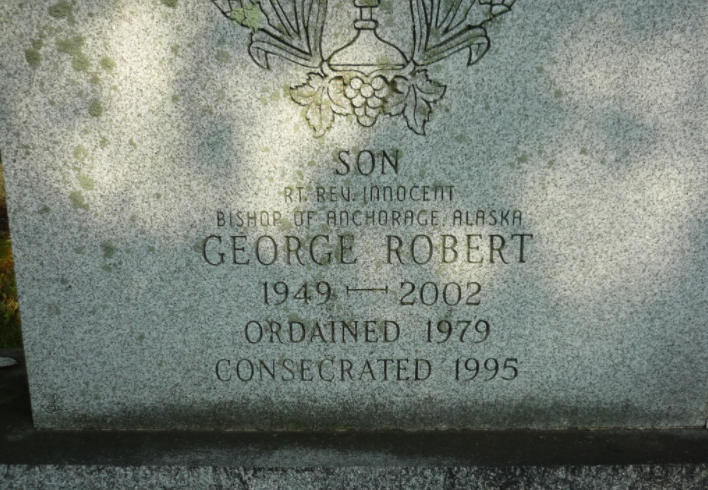 SON
RT. REV. INNOCENT
BISHOP OF ANCHORAGE, ALASKA
GEORGE ROBERT
1949 — 2002
ORDAINED 1979
CONSECRATED 1995